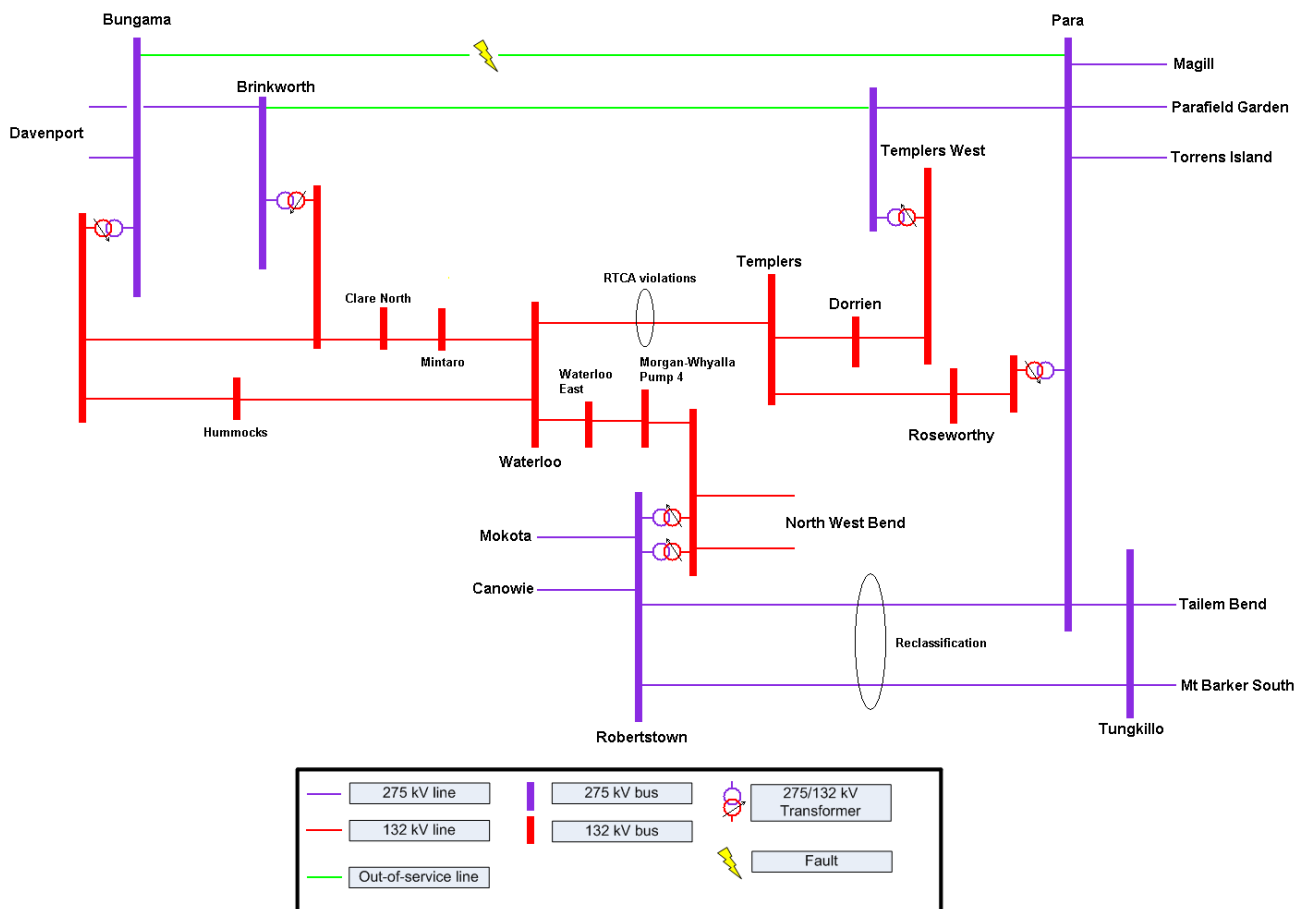 Bungama
Para
Magill
Brinkworth
Parafield Garden
Davenport
Templers West
Torrens Island
Templers
RTCA violations
Clare North
Dorrien
Mintaro
Waterloo
East
Morgan-Whyalla
Pump 4
Hummocks
Roseworthy
Waterloo
North West Bend
Mokota
Canowie
Tailem Bend
Reclassification
Mt Barker South
Robertstown
Tungkillo
275 kV line
275 kV bus
275/132 kV
Transformer
132 kV line
132 kV bus
Fault
Out-of-service line